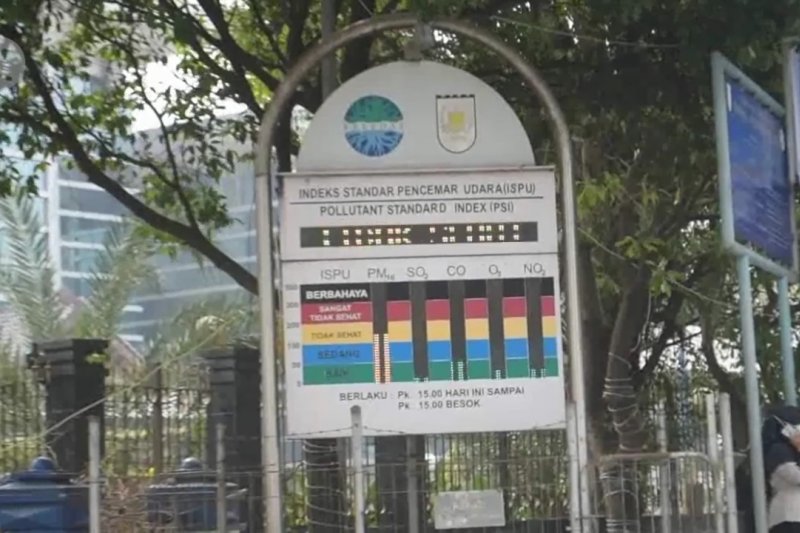 INDEKS STANDAR PENCEMAR UDARA(ISPU)
POLLUTANT STANDARD INDEX (PSI)
ISPU PM10 SO2 CO O3 NO2
BERBAHAYA
SANGAT
TIDAK SEHAT
TIDAK SEHAT
SEDANG
BAIK
BERLAKU : Pk. 15.00 HARI INI SAMPAI
Pk. 15.00 BESOK